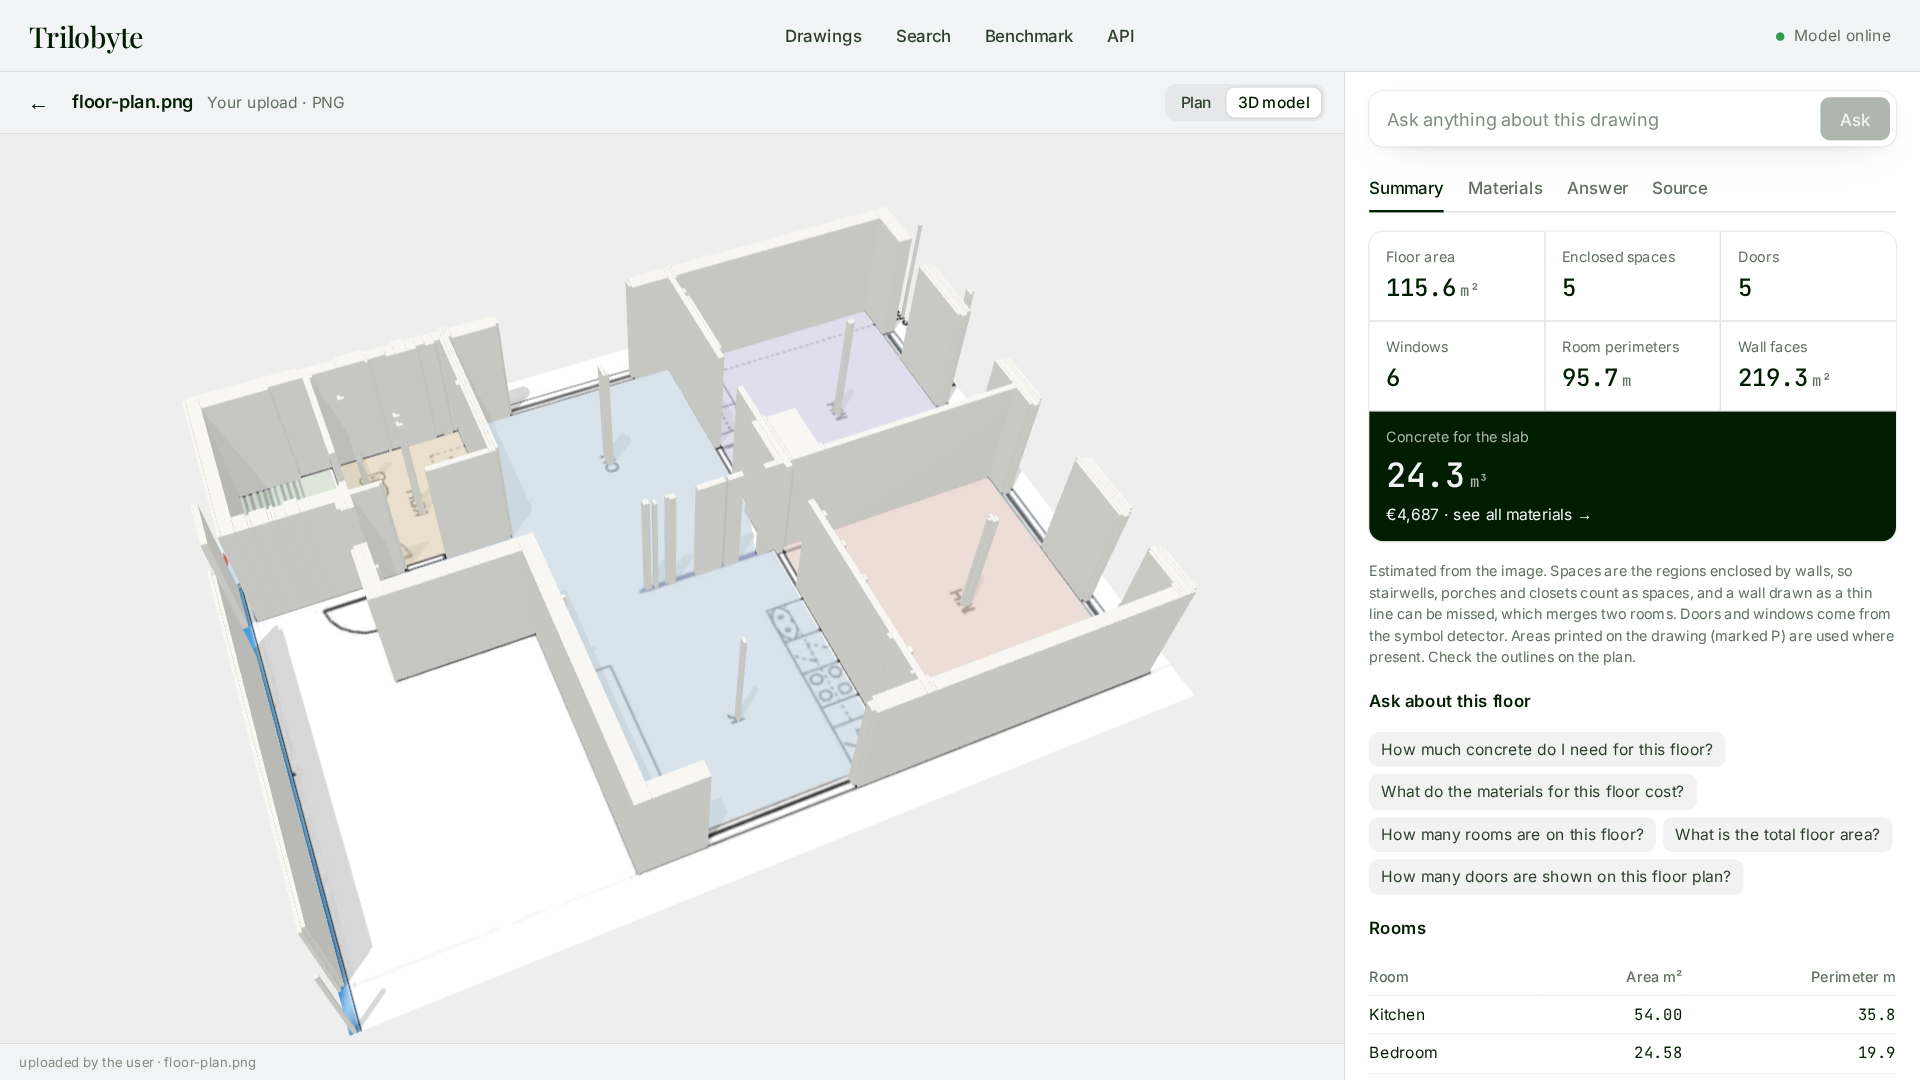 Trilobyte
Drawings Search Benchmark API
Model online
← floor-plan.png Your upload · PNG
Plan 3D model
Ask anything about this drawing Ask
Summary Materials Answer Source
Floor area Enclosed spaces Doors
115.6 m² 5 5
Windows Room perimeters Wall faces
6 95.7 m 219.3 m²
Concrete for the slab
24.3 m³
€4,687 · see all materials →
Estimated from the image. Spaces are the regions enclosed by walls, so
stairwells, porches and closets count as spaces, and a wall drawn as a thin
line can be missed, which merges two rooms. Doors and windows come from
the symbol detector. Areas printed on the drawing (marked P) are used where
present. Check the outlines on the plan.
Ask about this floor
How much concrete do I need for this floor?
What do the materials for this floor cost?
How many rooms are on this floor? What is the total floor area?
How many doors are shown on this floor plan?
Rooms
Room Area m² Perimeter m
Kitchen 54.00 35.8
Bedroom 24.58 19.9
uploaded by the user · floor-plan.png